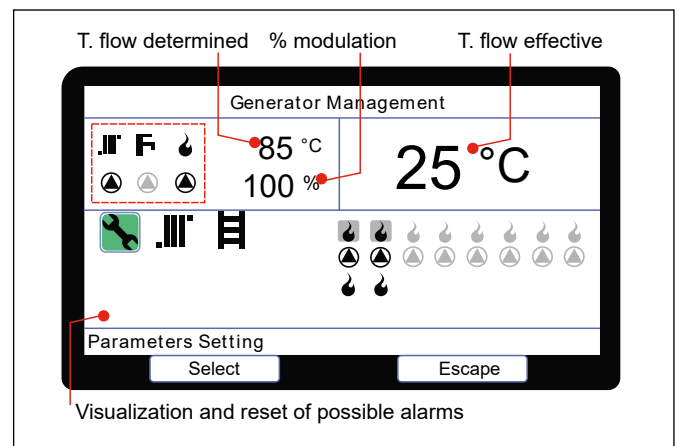 T. flow determined % modulation T. flow effective
Generator Management
85 °C
100 %
25 °C
Parameters Setting
Select Escape
Visualization and reset of possible alarms